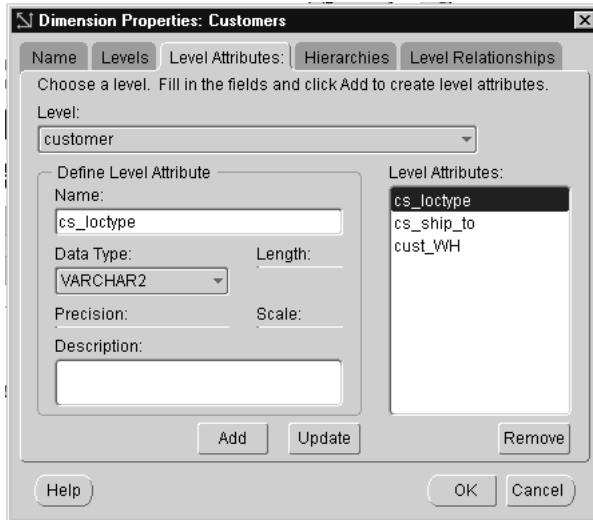 Dimension Properties: Customers
Name Levels Level Attributes: Hierarchies Level Relationships
Choose a level. Fill in the fields and click Add to create level attributes.
Level:
customer
Define Level Attribute
Level Attributes:
Name:
cs_loctype
cs_loctype
cs_ship_to
cust_WH
Data Type: Length:
VARCHAR2
Precision: Scale:
Description:
Add Update Remove
Help OK Cancel